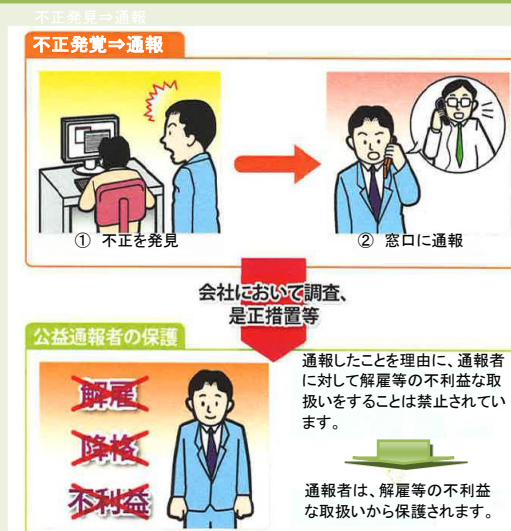 不正発見⇒通報
不正発覚⇒通報
① 不正を発見
② 窓口に通報
会社において調査、
是正措置等
公益通報者の保護
解雇
降格
不利益
通報したことを理由に、通報者
に対して解雇等の不利益な取
扱いをすることは禁止されてい
ます。
通報者は、解雇等の不利益
な取扱いから保護されます。